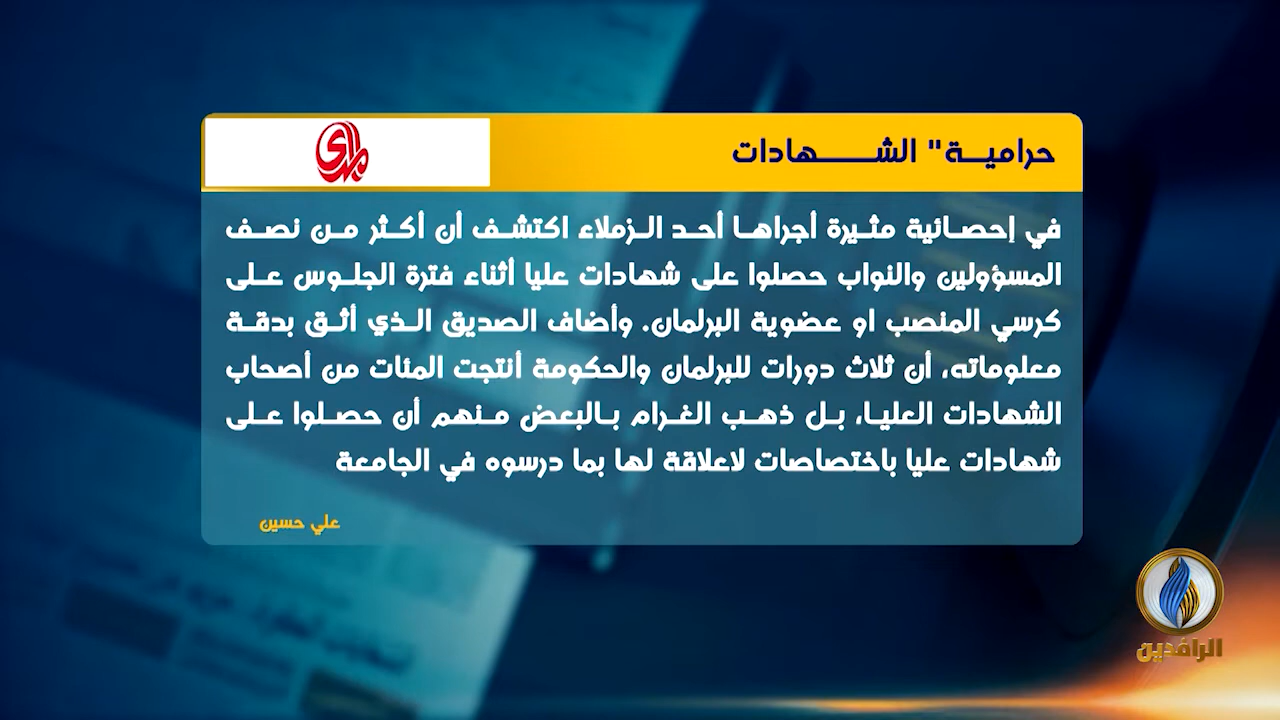 حرامية" الشهادات
المدى
في إحصائية مثيرة أجراها أحد الزملاء اكتشف أن أكثر من نصف
المسؤولين والنواب حصلوا على شهادات عليا أثناء فترة الجلوس على
كرسي المنصب او عضوية البرلمان. وأضاف الصديق الذي أثق بدقة
معلوماته، أن ثلاث دورات للبرلمان والحكومة أنتجت المئات من أصحاب
الشهادات العليا، بل ذهب الغرام بالبعض منهم أن حصلوا على
شهادات عليا باختصاصات لاعلاقة لها بما درسوه في الجامعة
علي حسين
الرافدين